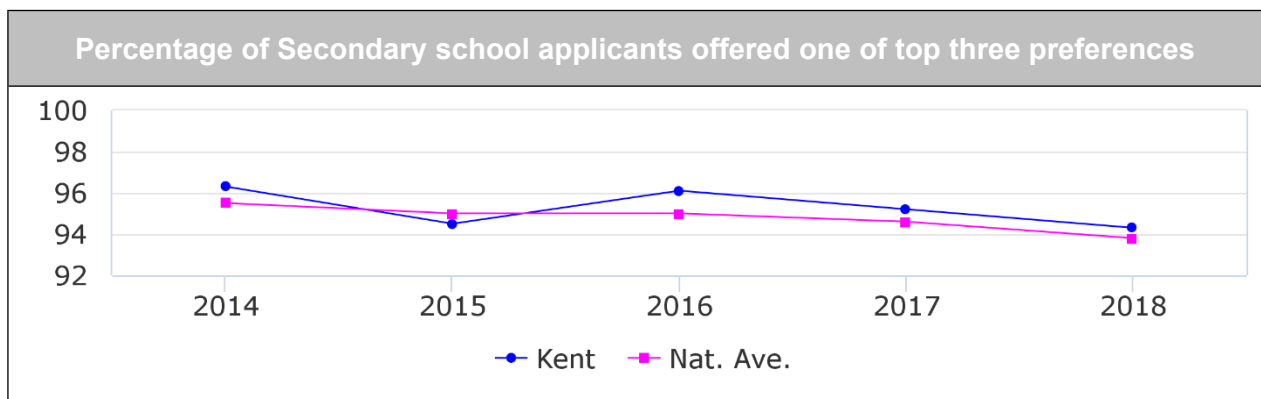 Percentage of Secondary school applicants offered one of top three preferences
100
98
96
94
92
2014 2015 2016 2017 2018
Kent Nat. Ave.